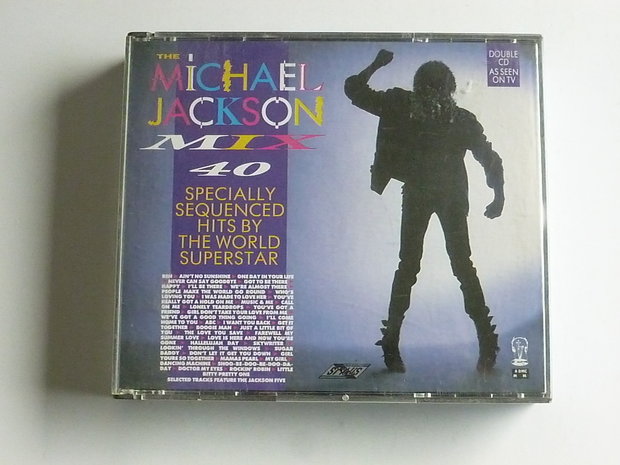 THE
MICHAEL
JACKSON
MIX
40
SPECIALLY
SEQUENCED
HITS BY
THE WORLD
SUPERSTAR
BEN ★ AIN'T NO SUNSHINE ★ ONE DAY IN YOUR LIFE
NEVER CAN SAY GOODBYE ★ GOT TO BE THERE
HAPPY ★ I'LL BE THERE ★ WE'RE ALMOST THERE
PEOPLE MAKE THE WORLD GO ROUND ★ WHO'S
LOVING YOU ★ I WAS MADE TO LOVE HER ★ YOU'VE
REALLY GOT A HOLD ON ME ★ MUSIC & ME ★ CALL
ON ME ★ LONELY TEARDROPS ★ YOU'VE GOT A
FRIEND ★ GIRL DON'T TAKE YOUR LOVE FROM ME
WE'VE GOT A GOOD THING GOING ★ I'LL COME
HOME TO YOU ★ ABC ★ I WANT YOU BACK ★ GET IT
TOGETHER ★ BOOGIE MAN ★ JUST A LITTLE BIT OF
YOU ★ THE LOVE YOU SAVE ★ FAREWELL MY
SUMMER LOVE ★ LOVE IS HERE AND NOW YOU'RE
GONE ★ HALLELUJAH DAY ★ SKYWRITER
LOOKIN' THROUGH THE WINDOWS ★ SUGAR
DADDY ★ DON'T LET IT GET YOU DOWN ★ GIRL
YOU'RE SO TOGETHER ★ MAMA'S PEARL ★ MY GIRL
DANCING MACHINE ★ SHOO-BE-DOO-BE-DOO-DA-
DAY ★ DOCTOR MY EYES ★ ROCKIN' ROBIN ★ LITTLE
BITTY PRETTY ONE
SELECTED TRACKS FEATURE THE JACKSON FIVE
DOUBLE
CD
AS SEEN
ON TV
STYLUS